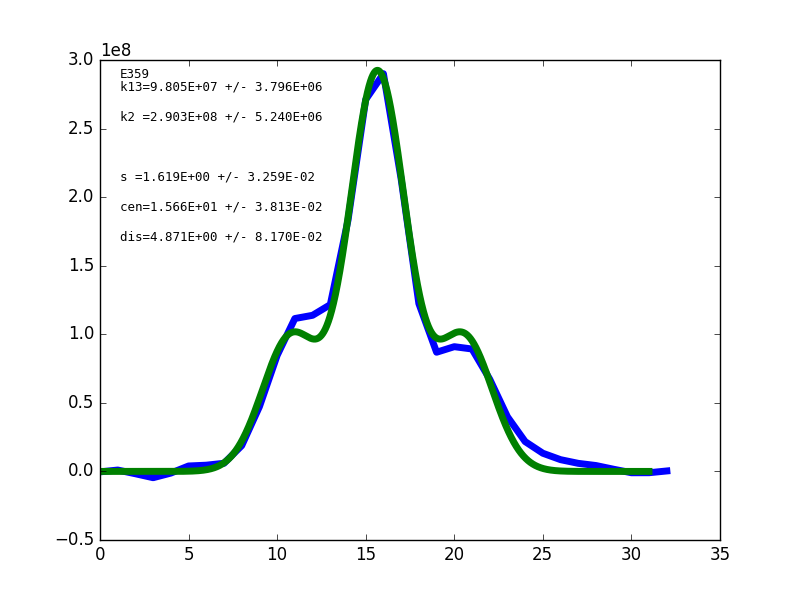 1e8
3.0
2.5
2.0
1.5
1.0
0.5
0.0
−0.5
E359
k13=9.805E+07 +/- 3.796E+06
k2 =2.903E+08 +/- 5.240E+06
s =1.619E+00 +/- 3.259E-02
cen=1.566E+01 +/- 3.813E-02
dis=4.871E+00 +/- 8.170E-02
0 5 10 15 20 25 30 35